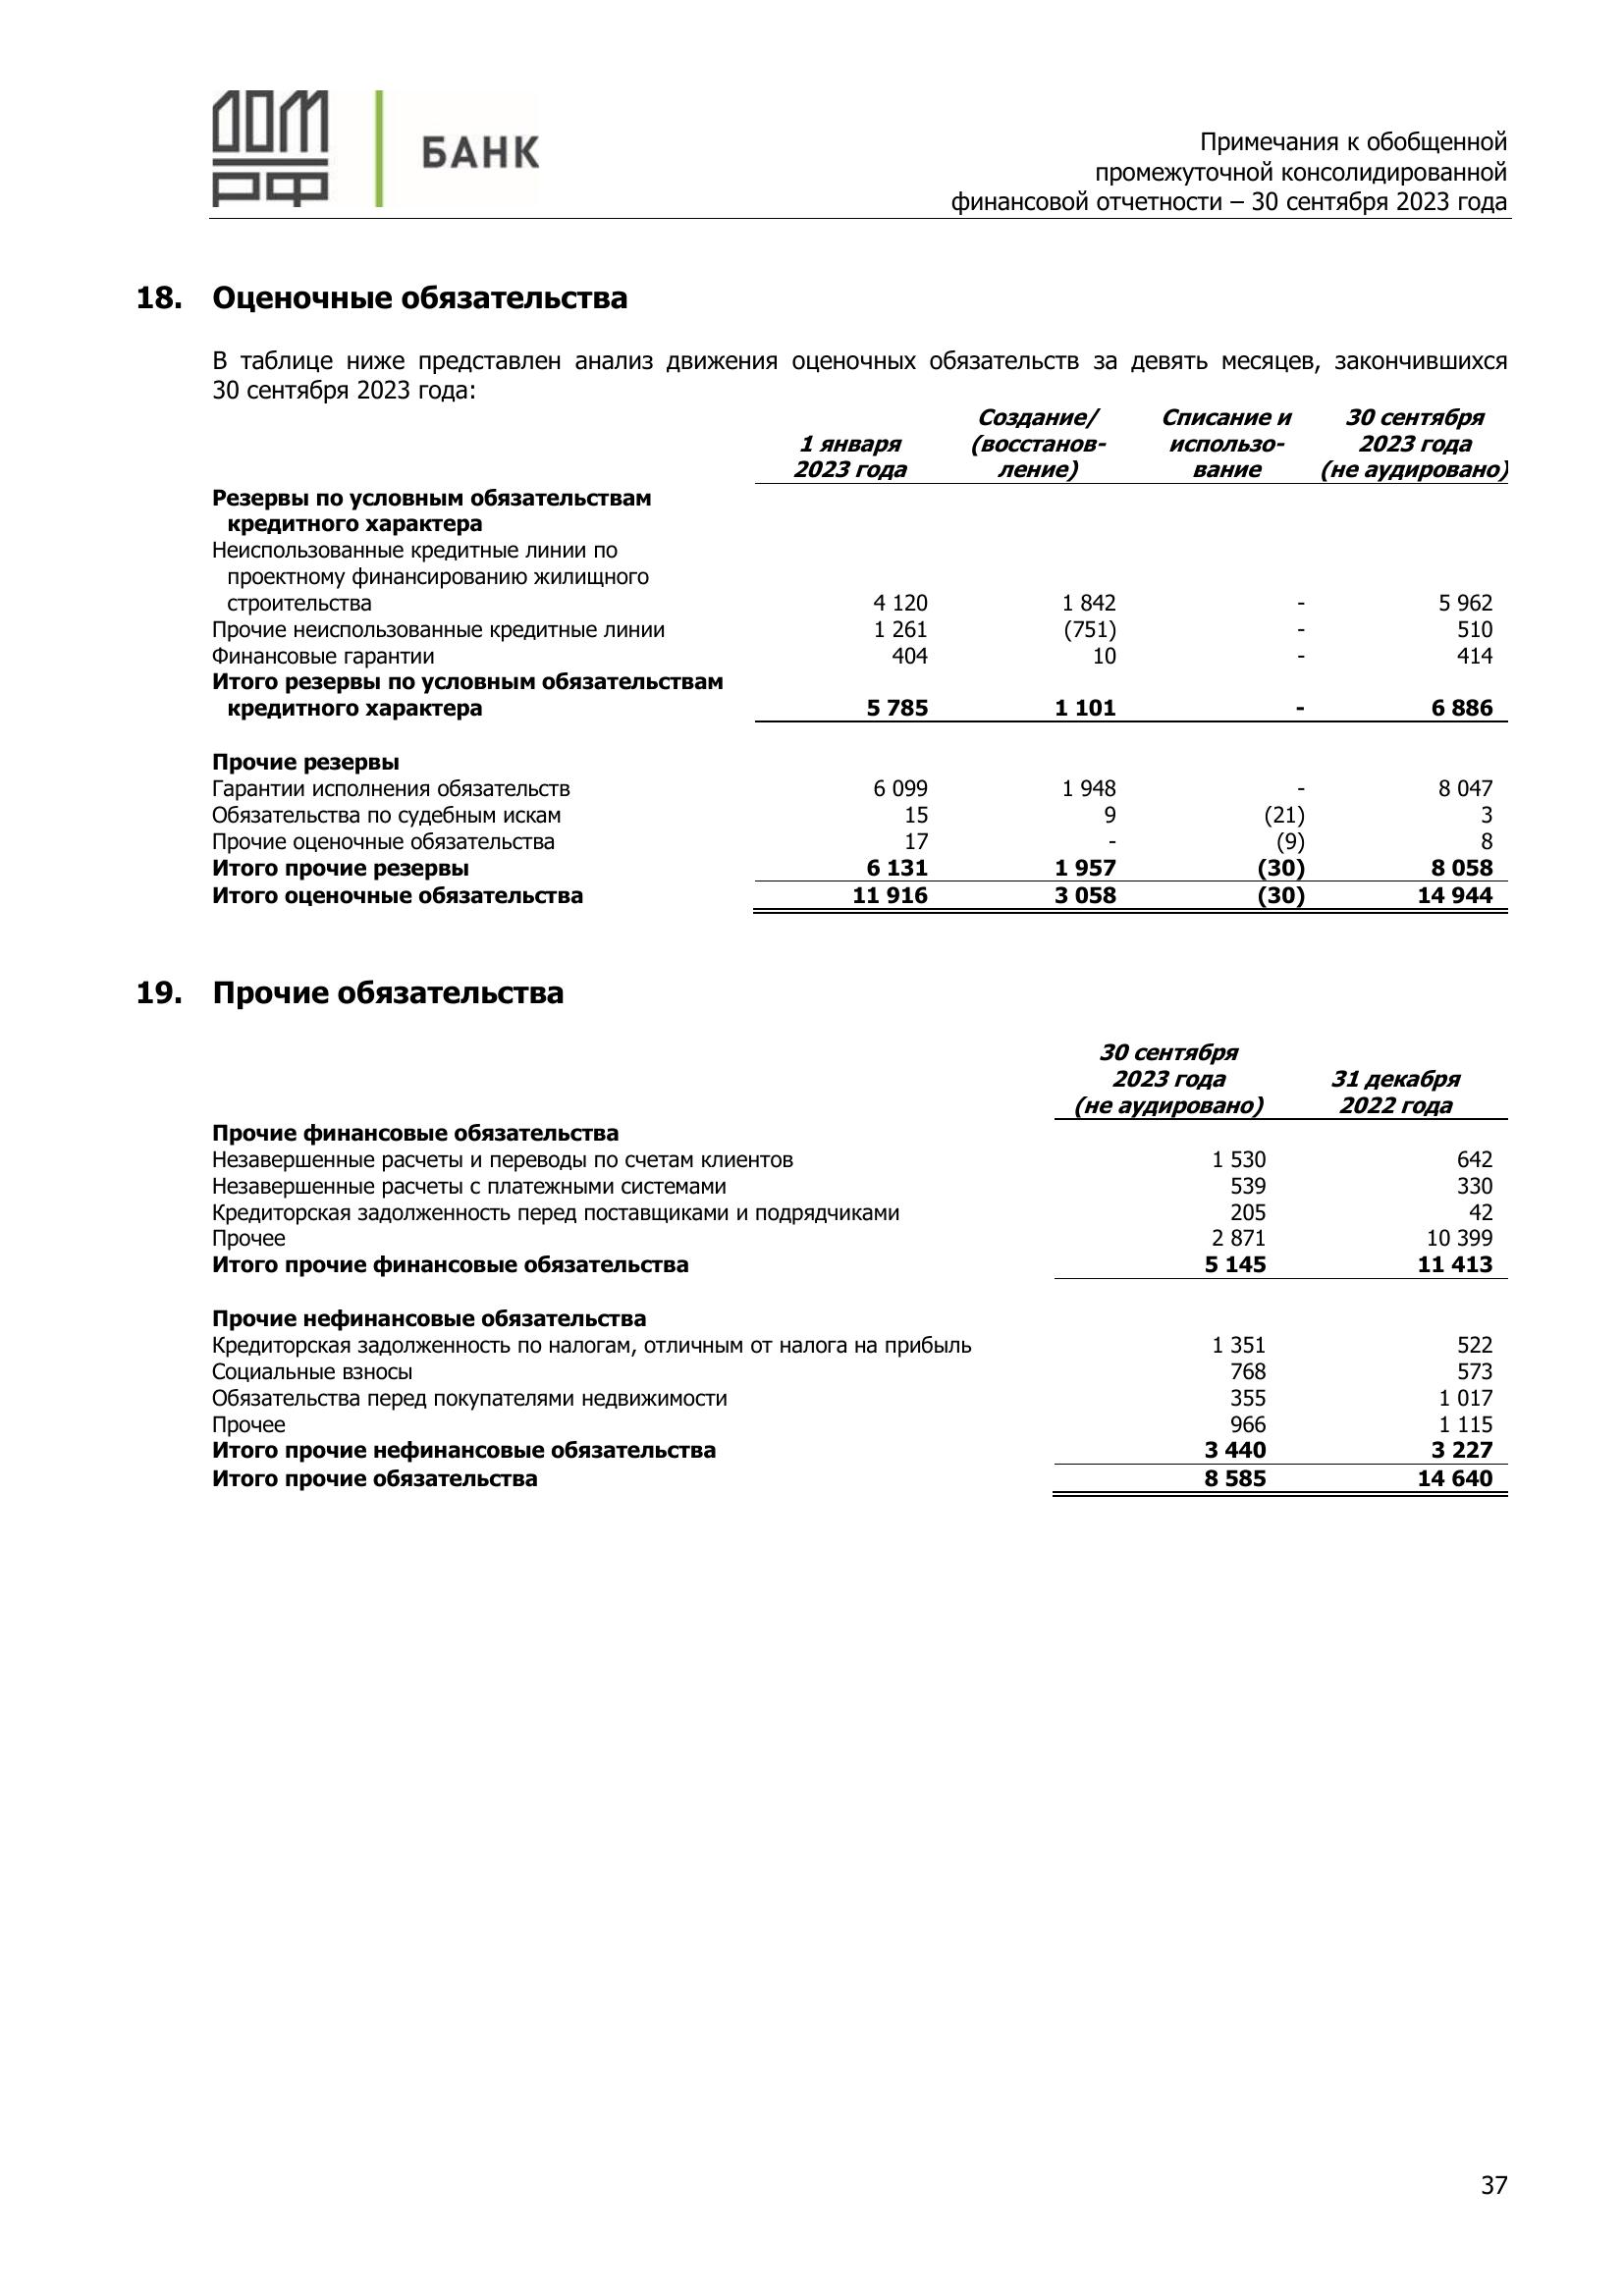 ДОМ
РФ
БАНК
Примечания к обобщенной
промежуточной консолидированной
финансовой отчетности – 30 сентября 2023 года
18. Оценочные обязательства
В таблице ниже представлен анализ движения оценочных обязательств за девять месяцев, закончившихся
30 сентября 2023 года:
Создание/ Списание и 30 сентября
1 января (восстанов- использо- 2023 года
2023 года ление) вание (не аудировано)
Резервы по условным обязательствам
кредитного характера
Неиспользованные кредитные линии по
проектному финансированию жилищного
строительства 4 120 1 842 - 5 962
Прочие неиспользованные кредитные линии 1 261 (751) - 510
Финансовые гарантии 404 10 - 414
Итого резервы по условным обязательствам
кредитного характера 5 785 1 101 - 6 886
Прочие резервы
Гарантии исполнения обязательств 6 099 1 948 - 8 047
Обязательства по судебным искам 15 9 (21) 3
Прочие оценочные обязательства 17 - (9) 8
Итого прочие резервы 6 131 1 957 (30) 8 058
Итого оценочные обязательства 11 916 3 058 (30) 14 944
19. Прочие обязательства
30 сентября
2023 года 31 декабря
(не аудировано) 2022 года
Прочие финансовые обязательства
Незавершенные расчеты и переводы по счетам клиентов 1 530 642
Незавершенные расчеты с платежными системами 539 330
Кредиторская задолженность перед поставщиками и подрядчиками 205 42
Прочее 2 871 10 399
Итого прочие финансовые обязательства 5 145 11 413
Прочие нефинансовые обязательства
Кредиторская задолженность по налогам, отличным от налога на прибыль 1 351 522
Социальные взносы 768 573
Обязательства перед покупателями недвижимости 355 1 017
Прочее 966 1 115
Итого прочие нефинансовые обязательства 3 440 3 227
Итого прочие обязательства 8 585 14 640
37